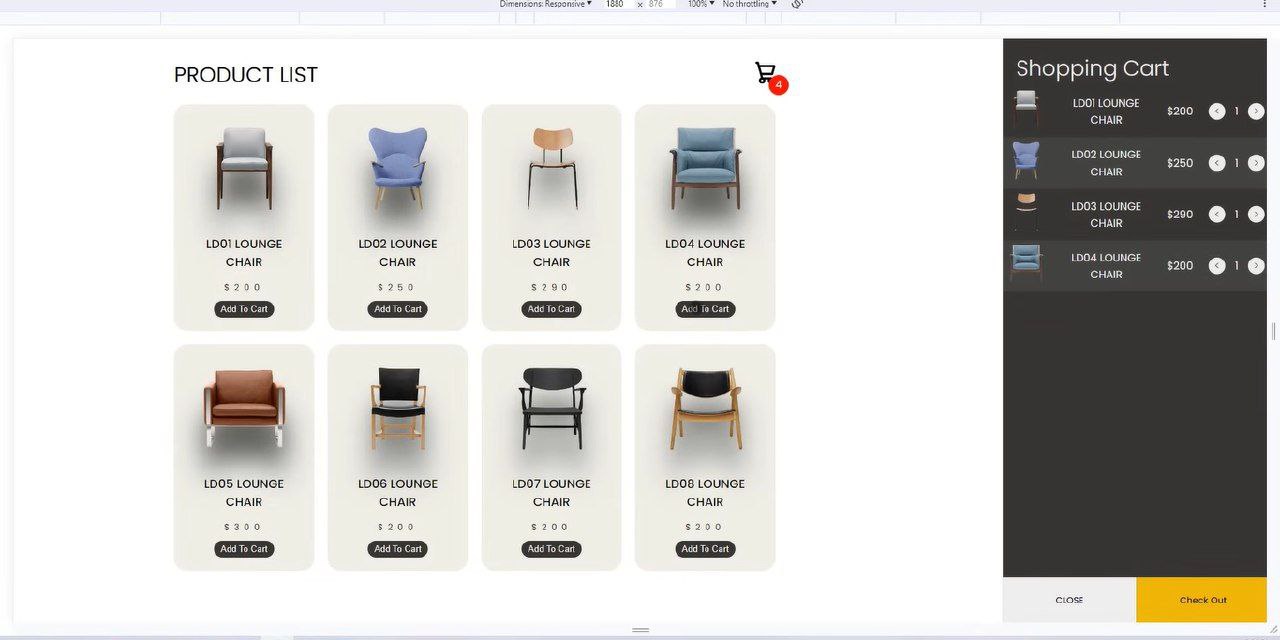 Dimensions: Responsive ▼ 1880 × 876 100% ▼ No throttling ▼
PRODUCT LIST
4
LD01 LOUNGE
CHAIR
$200
Add To Cart
LD02 LOUNGE
CHAIR
$250
Add To Cart
LD03 LOUNGE
CHAIR
$290
Add To Cart
LD04 LOUNGE
CHAIR
$200
Add To Cart
LD05 LOUNGE
CHAIR
$300
Add To Cart
LD06 LOUNGE
CHAIR
$200
Add To Cart
LD07 LOUNGE
CHAIR
$200
Add To Cart
LD08 LOUNGE
CHAIR
$200
Add To Cart
Shopping Cart
LD01 LOUNGE
CHAIR
$200 < 1 >
LD02 LOUNGE
CHAIR
$250 < 1 >
LD03 LOUNGE
CHAIR
$290 < 1 >
LD04 LOUNGE
CHAIR
$200 < 1 >
CLOSE
Check Out